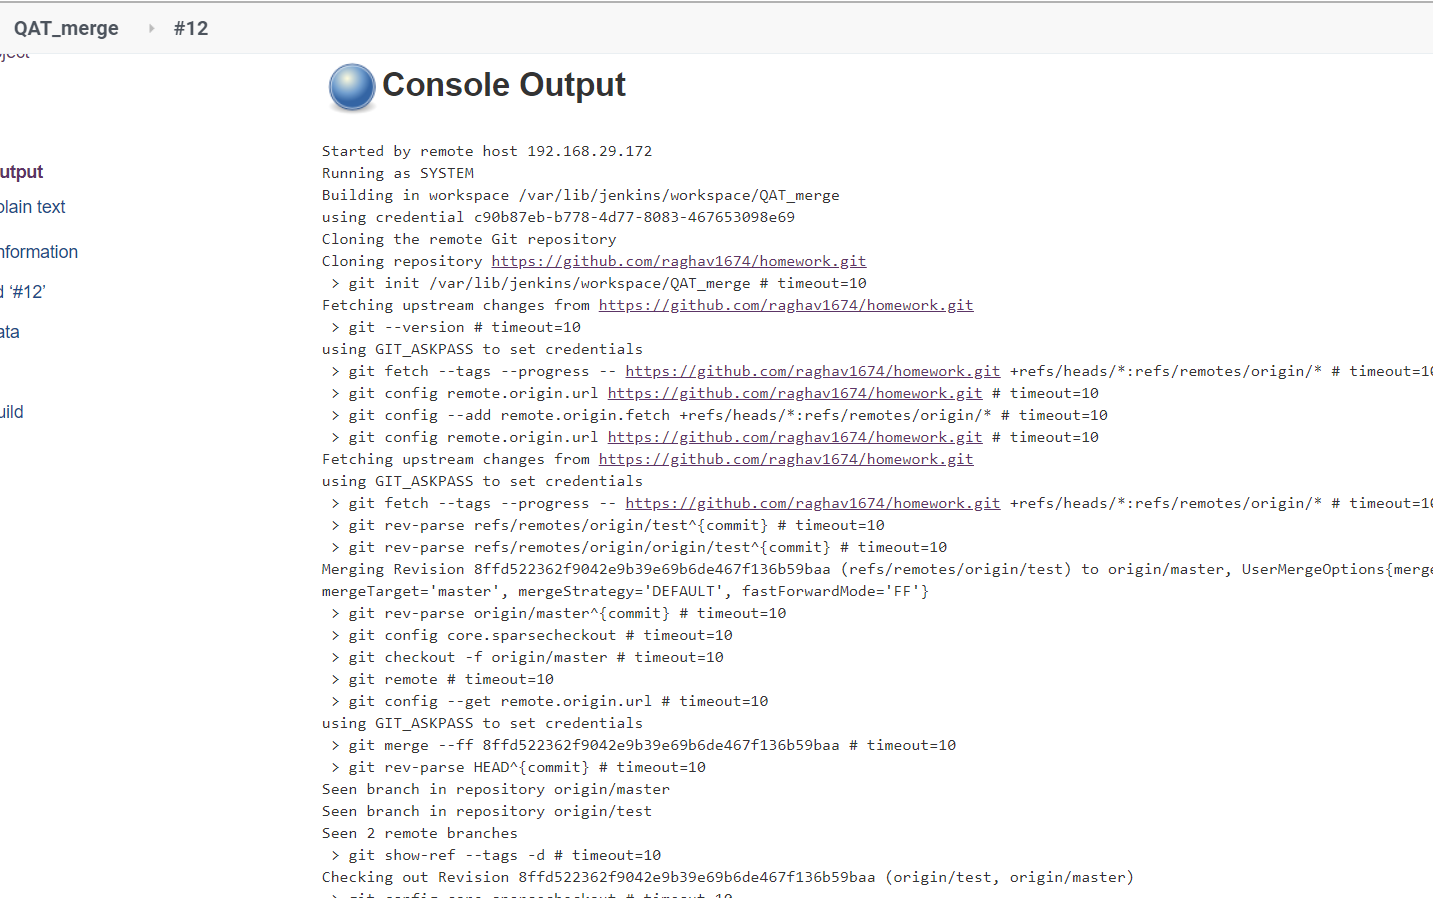 QAT_merge #12
Console Output
utput
plain text
nformation
d ‘#12’
ata
uild
Started by remote host 192.168.29.172
Running as SYSTEM
Building in workspace /var/lib/jenkins/workspace/QAT_merge
using credential c90b87eb-b778-4d77-8083-467653098e69
Cloning the remote Git repository
Cloning repository https://github.com/raghav1674/homework.git
> git init /var/lib/jenkins/workspace/QAT_merge # timeout=10
Fetching upstream changes from https://github.com/raghav1674/homework.git
> git --version # timeout=10
using GIT_ASKPASS to set credentials
> git fetch --tags --progress -- https://github.com/raghav1674/homework.git +refs/heads/*:refs/remotes/origin/* # timeout=10
> git config remote.origin.url https://github.com/raghav1674/homework.git # timeout=10
> git config --add remote.origin.fetch +refs/heads/*:refs/remotes/origin/* # timeout=10
> git config remote.origin.url https://github.com/raghav1674/homework.git # timeout=10
Fetching upstream changes from https://github.com/raghav1674/homework.git
using GIT_ASKPASS to set credentials
> git fetch --tags --progress -- https://github.com/raghav1674/homework.git +refs/heads/*:refs/remotes/origin/* # timeout=10
> git rev-parse refs/remotes/origin/test^{commit} # timeout=10
> git rev-parse refs/remotes/origin/origin/test^{commit} # timeout=10
Merging Revision 8ffd522362f9042e9b39e69b6de467f136b59baa (refs/remotes/origin/test) to origin/master, UserMergeOptions{merge
mergeTarget='master', mergeStrategy='DEFAULT', fastForwardMode='FF'}
> git rev-parse origin/master^{commit} # timeout=10
> git config core.sparsecheckout # timeout=10
> git checkout -f origin/master # timeout=10
> git remote # timeout=10
> git config --get remote.origin.url # timeout=10
using GIT_ASKPASS to set credentials
> git merge --ff 8ffd522362f9042e9b39e69b6de467f136b59baa # timeout=10
> git rev-parse HEAD^{commit} # timeout=10
Seen branch in repository origin/master
Seen branch in repository origin/test
Seen 2 remote branches
> git show-ref --tags -d # timeout=10
Checking out Revision 8ffd522362f9042e9b39e69b6de467f136b59baa (origin/test, origin/master)
> git config core.sparsecheckout # timeout=10